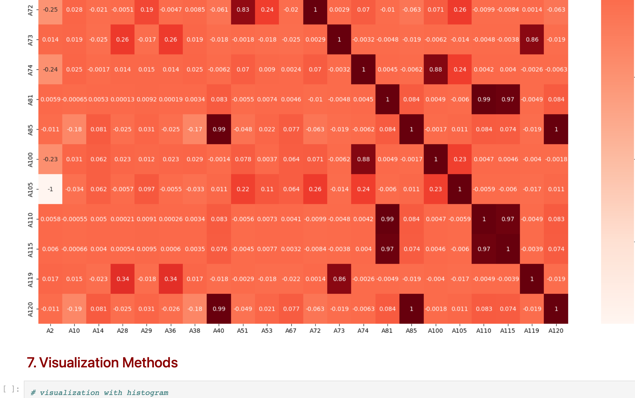 A72 -0.25 0.028 -0.021 -0.0051 0.19 -0.0047 0.0085 -0.061 0.83 0.24 -0.02 1 0.0029 0.07 -0.01 -0.063 0.071 0.26 -0.0099 -0.0084 0.0014 -0.063
A73 0.014 0.019 -0.025 0.26 -0.017 0.26 0.019 -0.018 -0.0018 -0.018 -0.025 0.0029 1 -0.0032 -0.0048 -0.019 -0.0062 -0.014 -0.0048 -0.0038 0.86 -0.019
A74 -0.24 0.025 -0.0017 0.014 0.015 0.014 0.025 -0.0062 0.07 0.009 0.0024 0.07 -0.0032 1 0.0045 -0.0062 0.88 0.24 0.0042 0.004 -0.0026 -0.0063
A81 0.0059 -0.00065 0.0053 0.00013 0.0092 0.00019 0.0034 0.083 -0.0055 0.0074 0.0046 -0.01 -0.0048 0.0045 1 0.084 0.0049 -0.006 0.99 0.97 -0.0049 0.084
A85 -0.011 -0.18 0.081 -0.025 0.031 -0.025 -0.17 0.99 -0.048 0.022 0.077 -0.063 -0.019 -0.0062 0.084 1 -0.0017 0.011 0.084 0.074 -0.019 1
A100 -0.23 0.031 0.062 0.023 0.012 0.023 0.029 -0.0014 0.078 0.0037 0.064 0.071 -0.0062 0.88 0.0049 -0.0017 1 0.23 0.0047 0.0046 -0.004 -0.0018
A105 -1 -0.034 0.062 -0.0057 0.097 -0.0055 -0.033 0.011 0.22 0.11 0.068 0.26 -0.014 0.24 -0.006 0.011 0.23 1 -0.0059 -0.006 -0.017 0.011
A110 0.0058 -0.00055 0.005 0.00021 0.0091 0.0026 0.0034 0.083 -0.0056 0.0073 0.0041 -0.0099 -0.0048 0.0042 0.99 0.084 0.0047 -0.0059 1 0.97 -0.0049 0.083
A115 0.006 -0.00066 0.004 0.00054 0.0095 0.0006 0.0035 0.076 -0.0045 0.0077 0.0032 -0.0084 -0.0038 0.004 0.97 0.074 0.0046 -0.006 0.97 1 -0.0039 0.074
A119 0.017 0.015 -0.023 0.34 -0.018 0.34 0.017 -0.018 -0.0029 -0.018 -0.022 0.0014 0.86 -0.0026 -0.0049 -0.019 -0.004 -0.017 -0.0049 -0.0039 1 -0.019
A120 -0.011 -0.19 0.081 -0.025 0.031 -0.026 -0.18 0.99 -0.049 0.021 0.077 -0.063 -0.019 -0.0063 0.084 1 -0.0018 0.011 0.083 0.074 -0.019 1
A2 A10 A14 A28 A29 A36 A38 A40 A51 A53 A67 A72 A73 A74 A81 A85 A100 A105 A110 A115 A119 A120
7. Visualization Methods
[ ]: # visualization with histogram